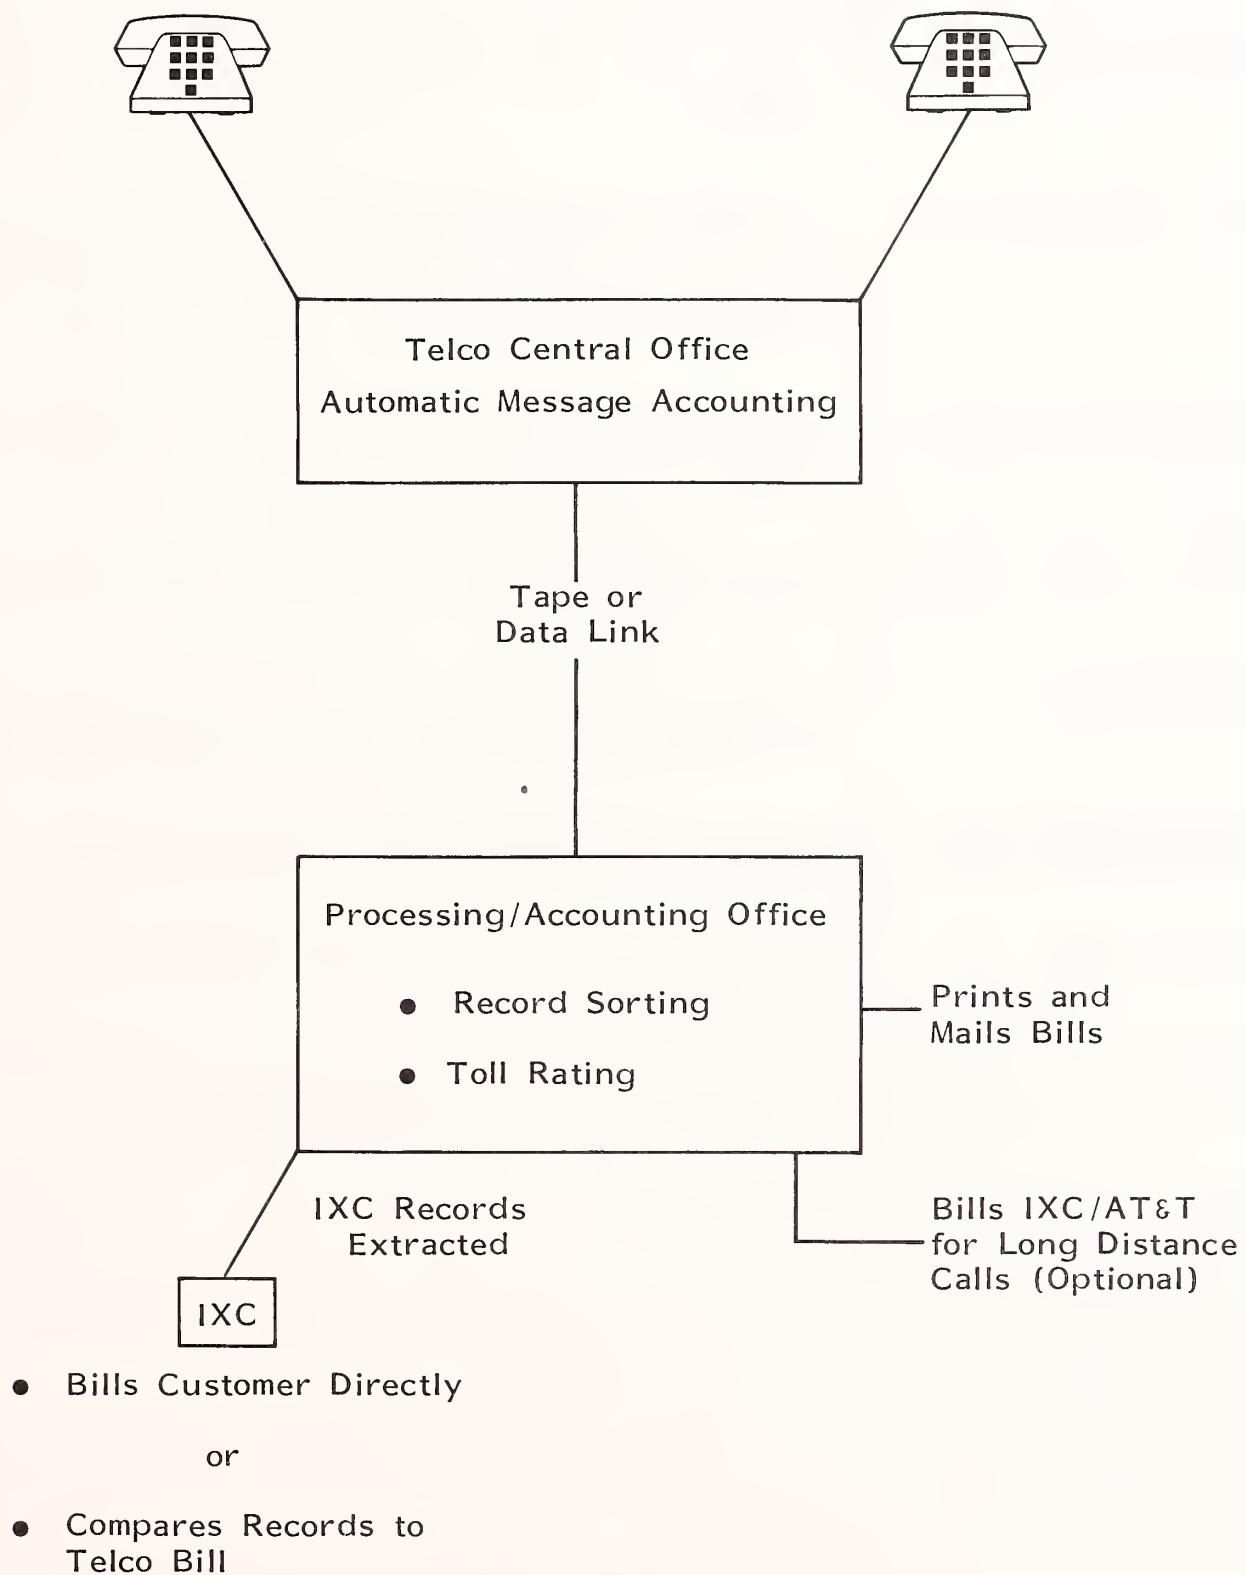 Telco Central Office
Automatic Message Accounting
Tape or
Data Link
Processing/Accounting Office
• Record Sorting
• Toll Rating
Prints and
Mails Bills
IXC Records
Extracted
Bills IXC/AT&T
for Long Distance
Calls (Optional)
IXC
• Bills Customer Directly
or
• Compares Records to
Telco Bill